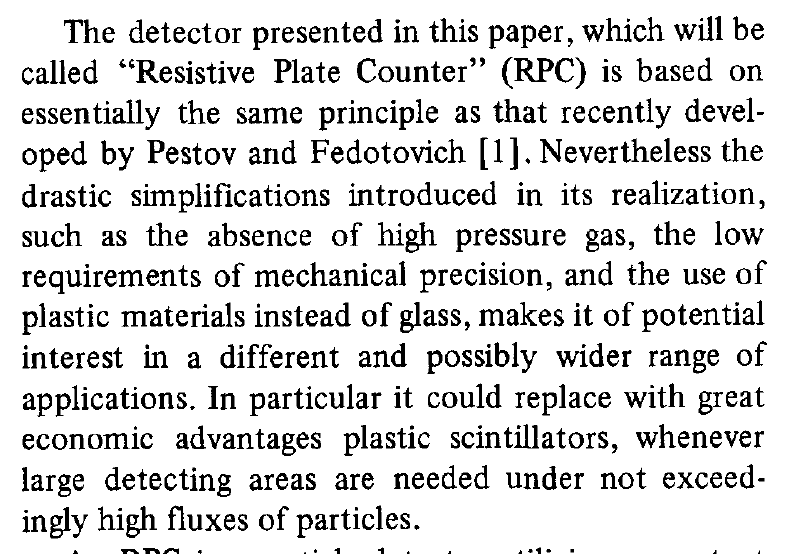 The detector presented in this paper, which will be
called “Resistive Plate Counter” (RPC) is based on
essentially the same principle as that recently devel-
oped by Pestov and Fedotovich [1]. Nevertheless the
drastic simplifications introduced in its realization,
such as the absence of high pressure gas, the low
requirements of mechanical precision, and the use of
plastic materials instead of glass, makes it of potential
interest in a different and possibly wider range of
applications. In particular it could replace with great
economic advantages plastic scintillators, whenever
large detecting areas are needed under not exceed-
ingly high fluxes of particles.